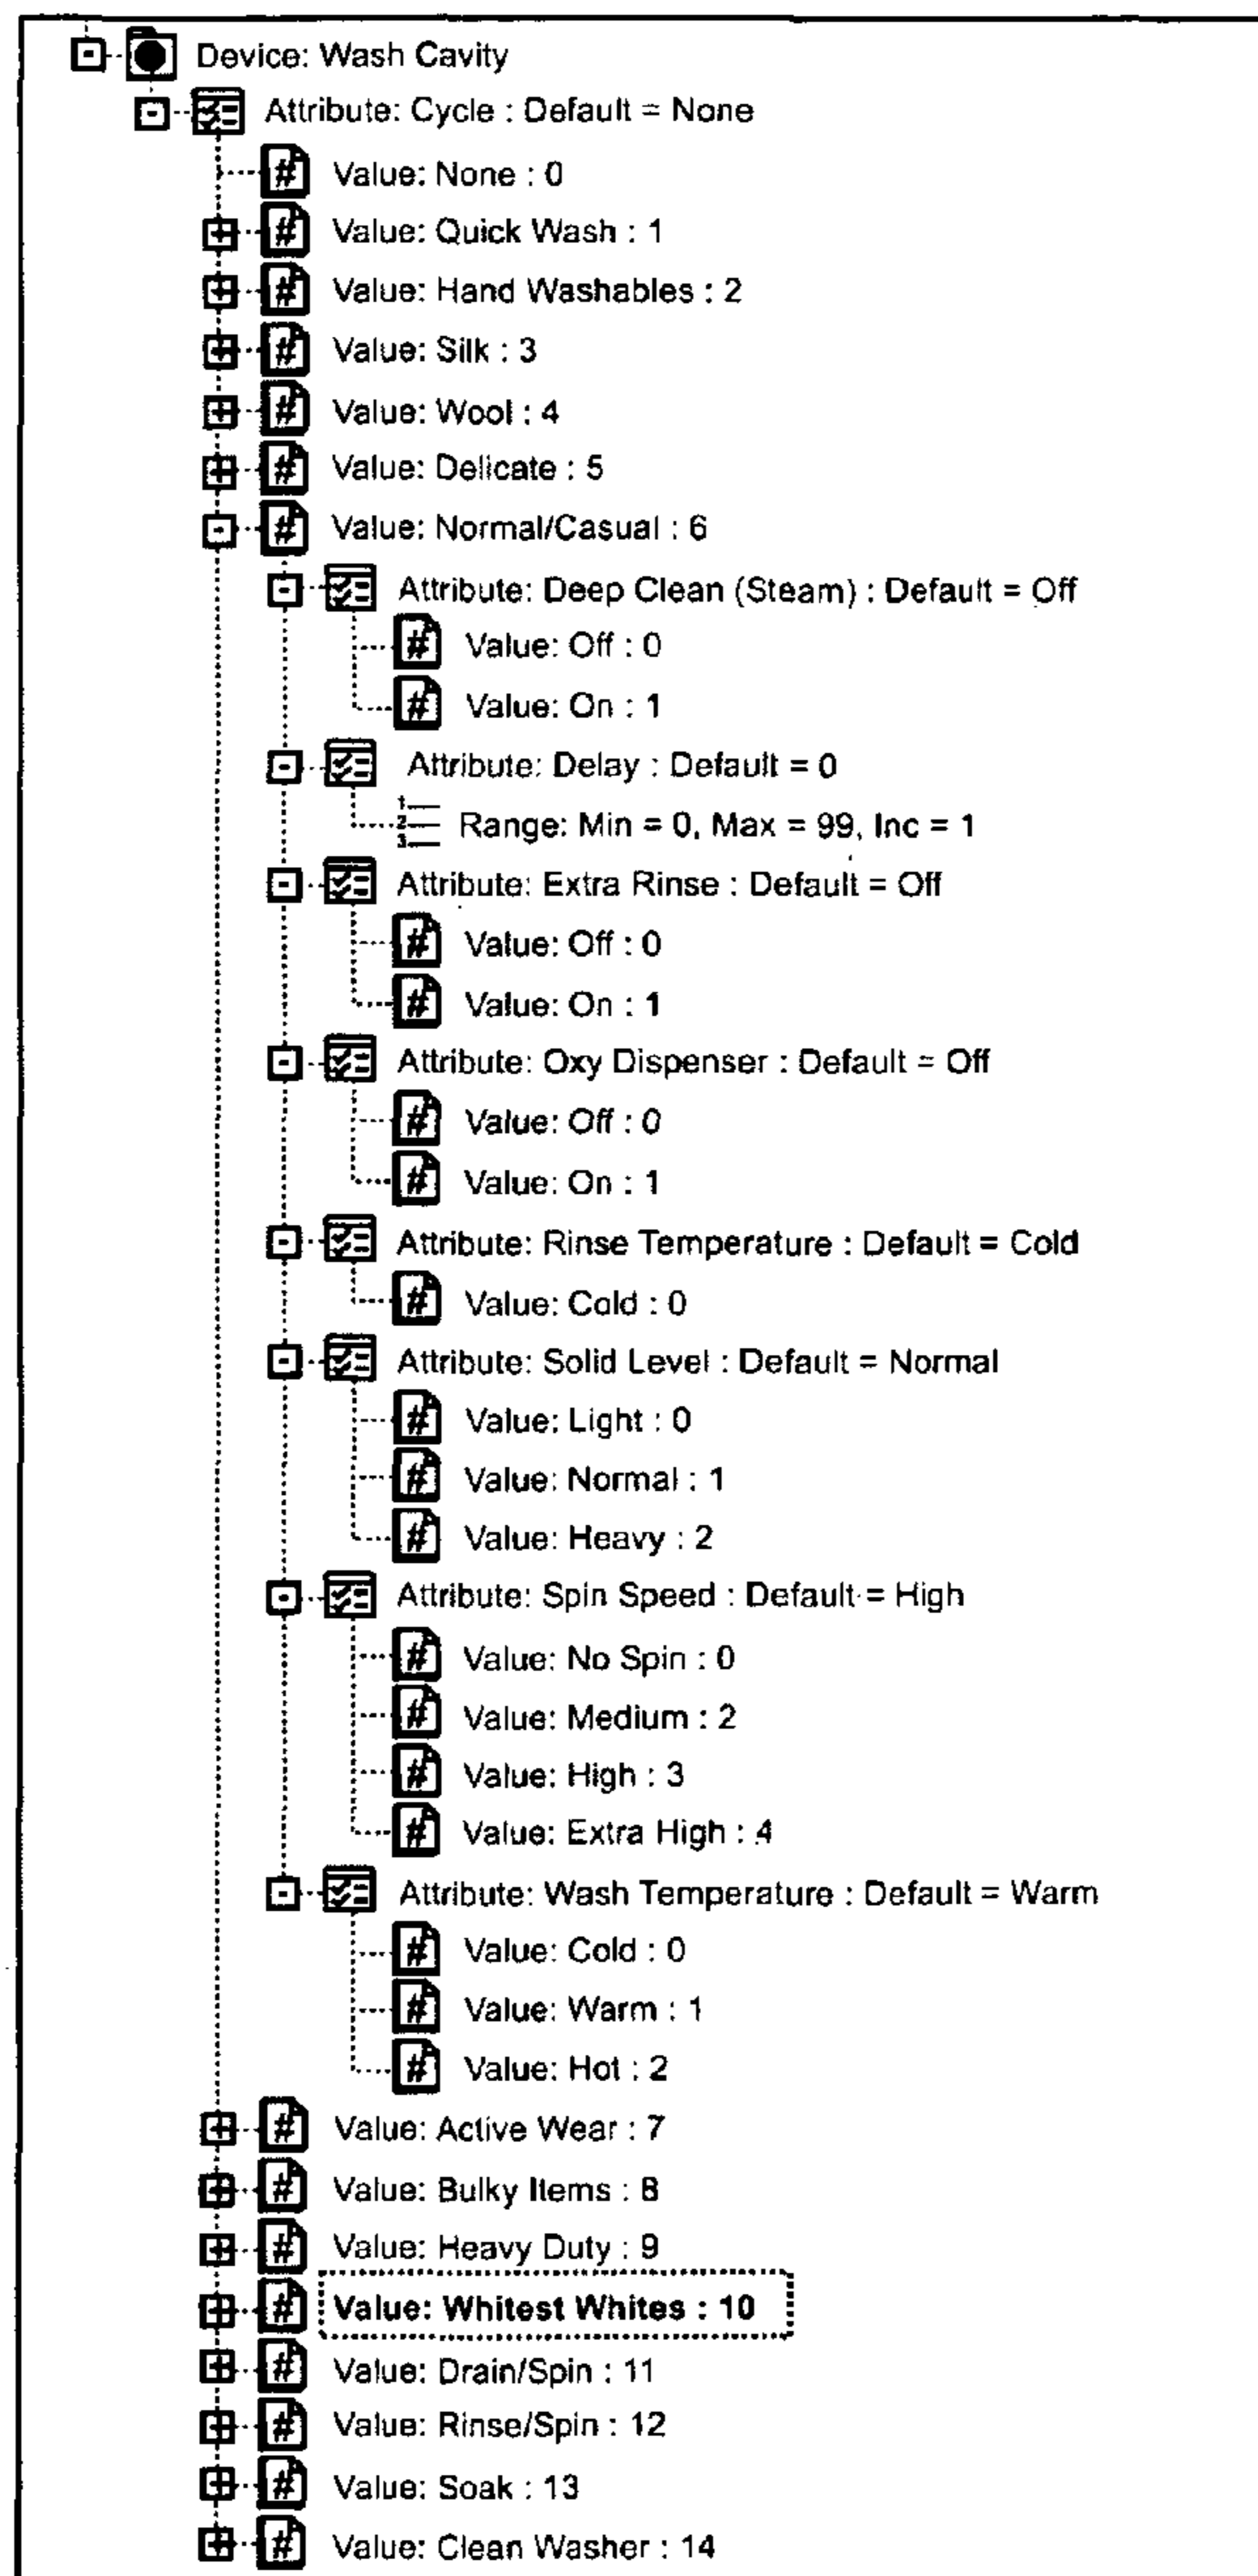 Device: Wash Cavity
Attribute: Cycle : Default = None
# Value: None : 0
# Value: Quick Wash : 1
# Value: Hand Washables : 2
# Value: Silk : 3
# Value: Wool : 4
# Value: Delicate : 5
# Value: Normal/Casual : 6
Attribute: Deep Clean (Steam) : Default = Off
# Value: Off : 0
# Value: On : 1
Attribute: Delay : Default = 0
1 2 3 Range: Min = 0, Max = 99, Inc = 1
Attribute: Extra Rinse : Default = Off
# Value: Off : 0
# Value: On : 1
Attribute: Oxy Dispenser : Default = Off
# Value: Off : 0
# Value: On : 1
Attribute: Rinse Temperature : Default = Cold
# Value: Cold : 0
Attribute: Solid Level : Default = Normal
# Value: Light : 0
# Value: Normal : 1
# Value: Heavy : 2
Attribute: Spin Speed : Default = High
# Value: No Spin : 0
# Value: Medium : 2
# Value: High : 3
# Value: Extra High : 4
Attribute: Wash Temperature : Default = Warm
# Value: Cold : 0
# Value: Warm : 1
# Value: Hot : 2
# Value: Active Wear : 7
# Value: Bulky Items : 8
# Value: Heavy Duty : 9
# Value: Whitest Whites : 10
# Value: Drain/Spin : 11
# Value: Rinse/Spin : 12
# Value: Soak : 13
# Value: Clean Washer : 14